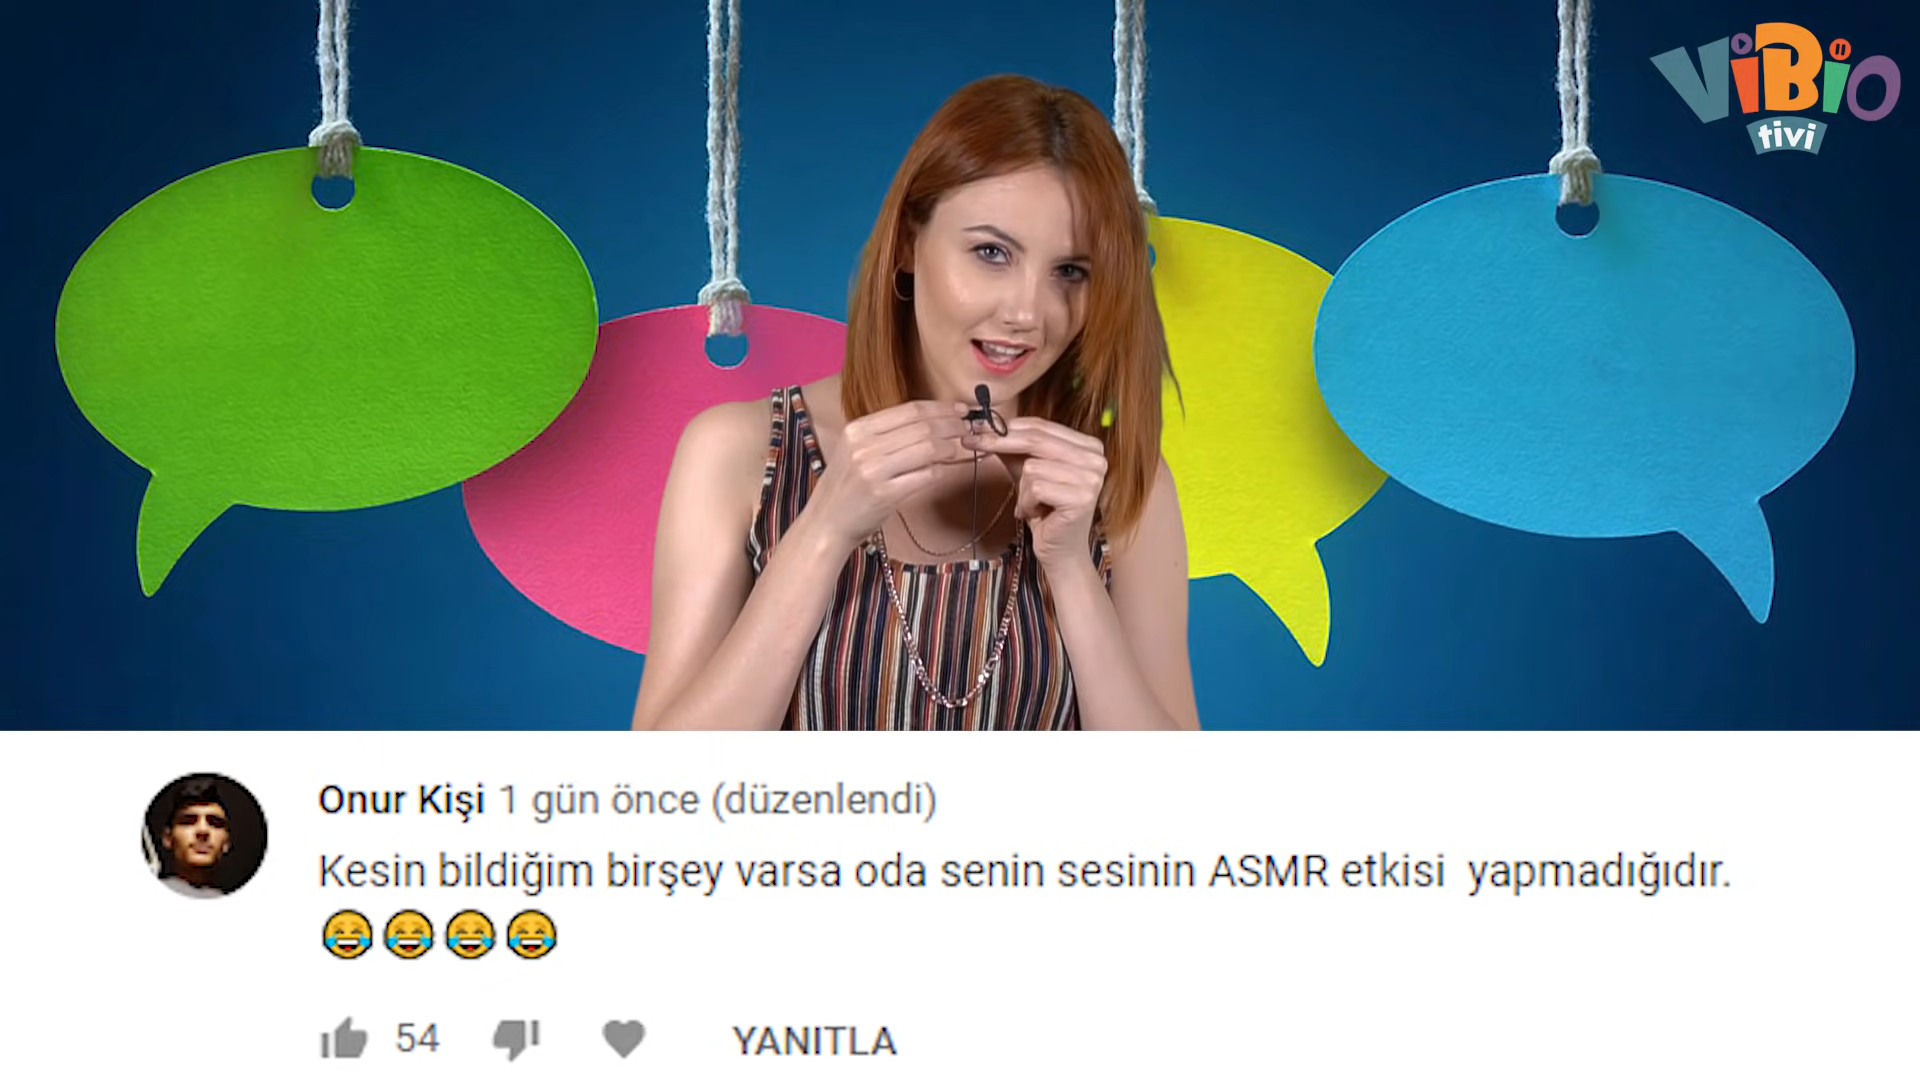 ViBiO
tivi
Onur Kişi 1 gün önce (düzenlendi)
Kesin bildiğim birşey varsa oda senin sesinin ASMR etkisi yapmadığıdır.
😂😂😂😂
54 YANITLA